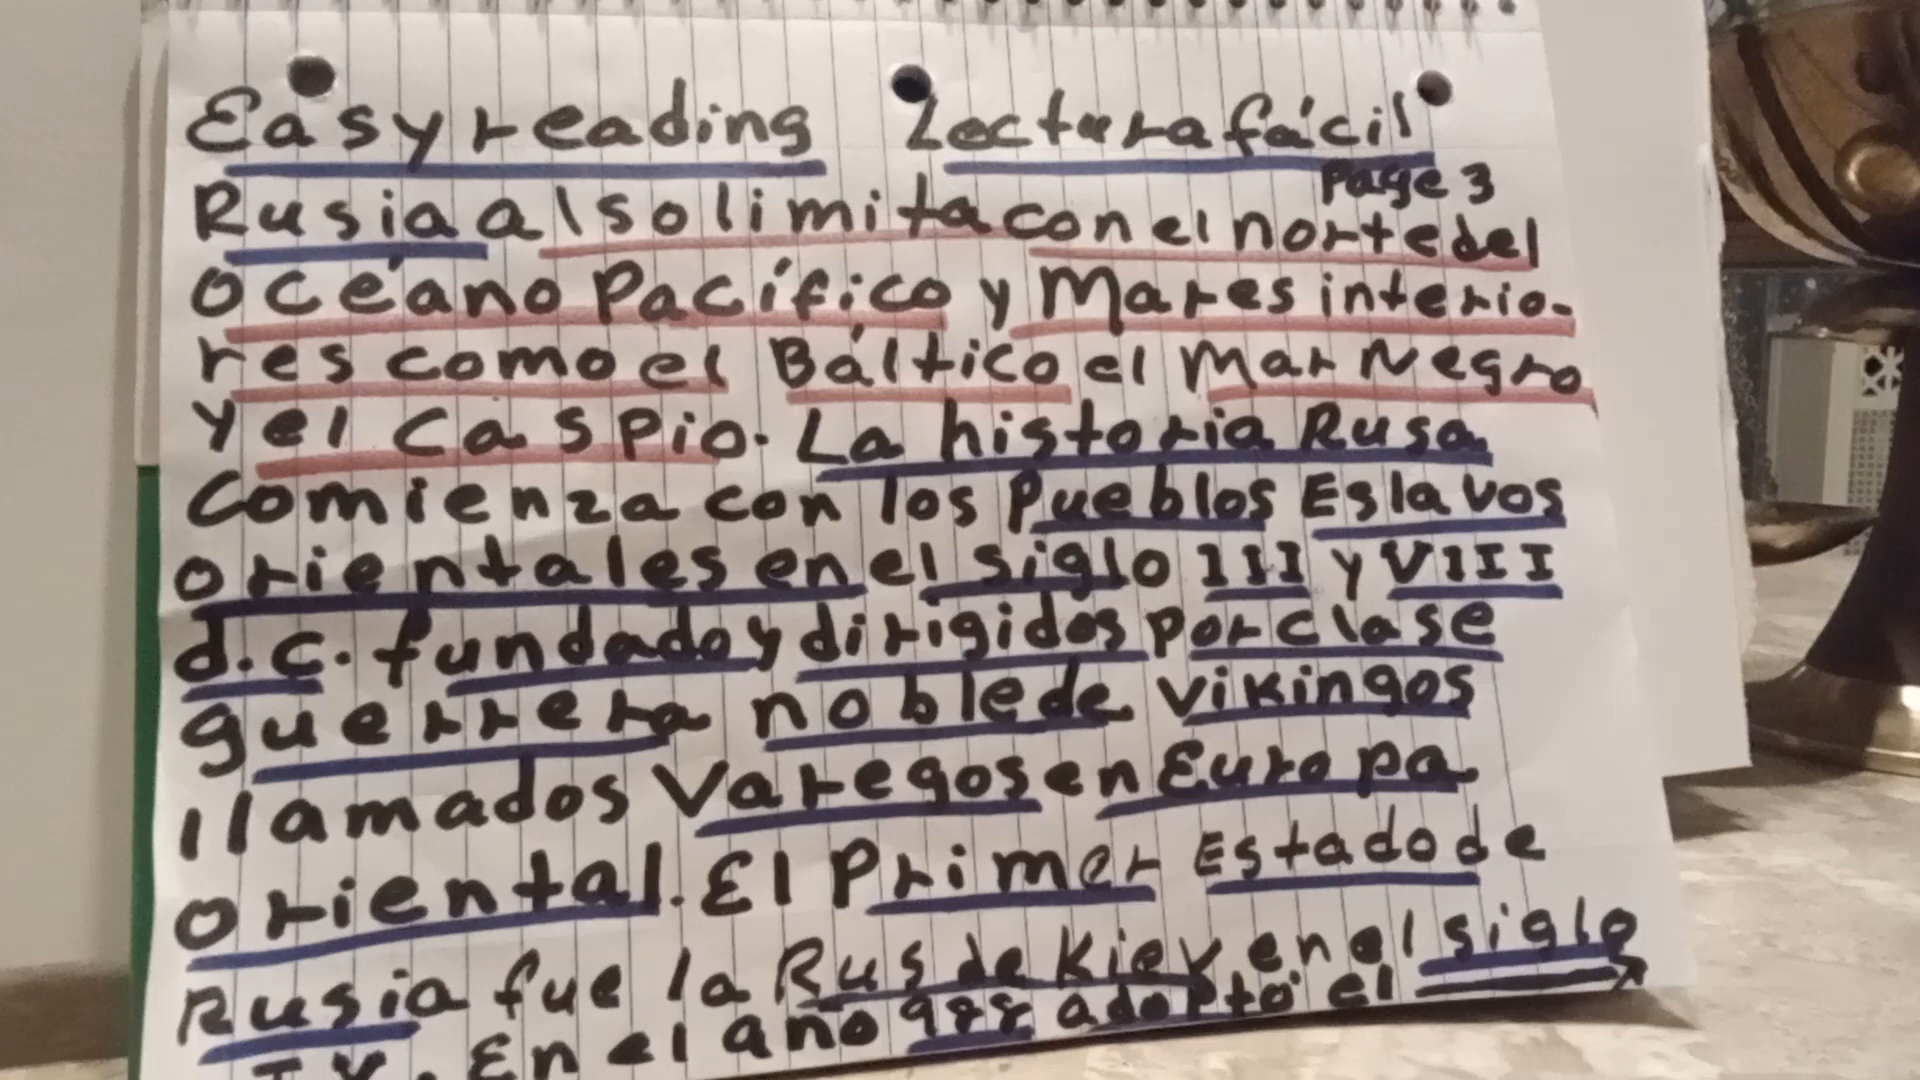 Easy reading Lectura fácil
Page 3
Rusia also limita con el norte del
océano Pacífico y Mares interio-
res como el Báltico el Mar Negro
y el Caspio. La historia Rusa
Comienza con los Pueblos Eslavos
orientales en el siglo III y VIII
d.c. fundado y dirigidos por clase
guerrera noble de vikingos
llamados Varegos en Europa
oriental. El Primer Estado de
Rusia fue la Rus de Kiev en el siglo
IX. En el año 988 adoptó el